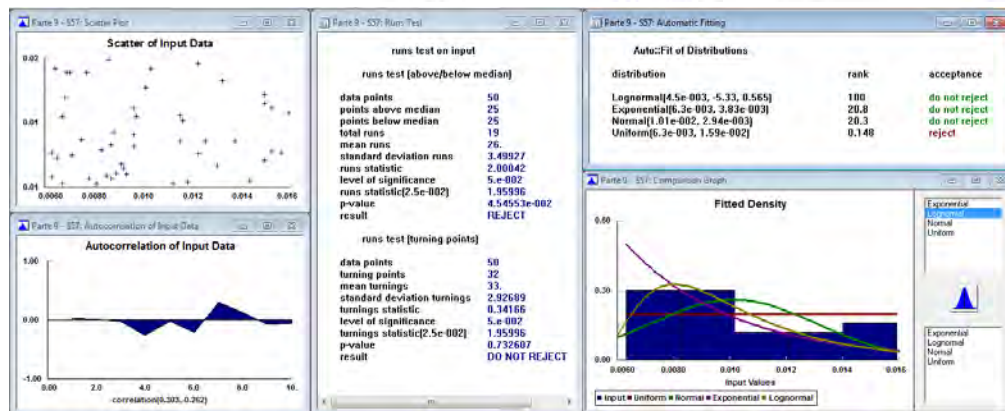 Parte 9 - S57: Scatter Plot
Scatter of Input Data
0.02
0.01
0.01
0.0060 0.0080 0.010 0.012 0.014 0.016
Parte 9 - S57: Autocorrelation of Input Data
Autocorrelation of Input Data
1.00
0.00
-1.00
0.00 2.0 4.0 6.0 8.0 10.
correlation(0.303,-0.262)
Parte 9 - S57: Runs Test
runs test on input
runs test (above/below median)
data points 50
points above median 25
points below median 25
total runs 19
mean runs 26.
standard deviation runs 3.49927
runs statistic 2.00042
level of significance 5.e-002
runs statistic(2.5e-002) 1.95996
p-value 4.54553e-002
result REJECT
runs test (turning points)
data points 50
turning points 32
mean turnings 33.
standard deviation turnings 2.92689
turnings statistic 0.34166
level of significance 5.e-002
turnings statistic(2.5e-002) 1.95996
p-value 0.732607
result DO NOT REJECT
Parte 9 - S57: Automatic Fitting
Auto::Fit of Distributions
distribution rank acceptance
Lognormal(4.5e-003, -5.33, 0.565) 100 do not reject
Exponential(6.3e-003, 3.83e-003) 20.8 do not reject
Normal(1.01e-002, 2.94e-003) 20.3 do not reject
Uniform(6.3e-003, 1.59e-002) 0.148 reject
Parte 9 - S57: Comparison Graph
Fitted Density
0.60
0.30
0.00
0.0060 0.0080 0.010 0.012 0.014 0.016
Input Values
Input Uniform Normal Exponential Lognormal
Exponential
Lognormal
Normal
Uniform
Exponential
Lognormal
Normal
Uniform